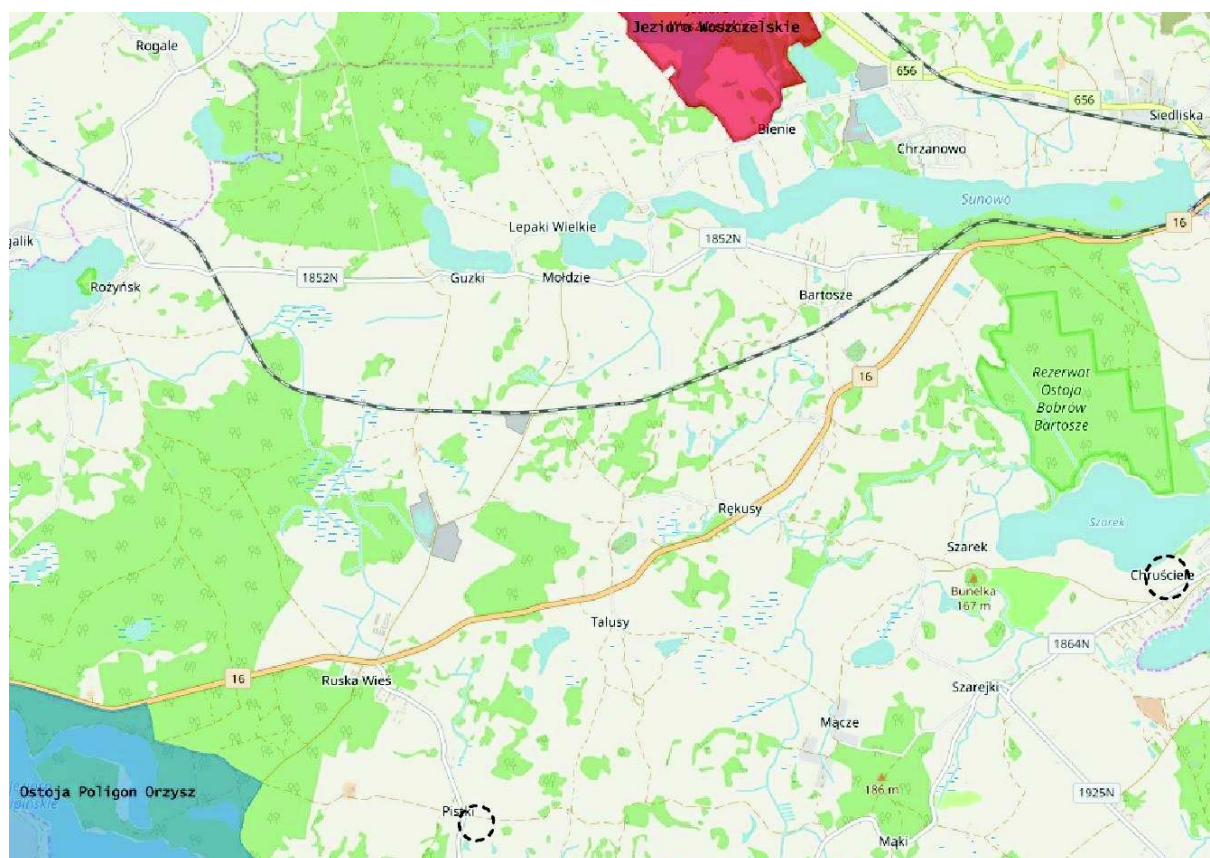 Jezioro Woszczelskie
Rogale
656
656
Siedliska
Bienie
Chrzanowo
Sunowo
16
Lepaki Wielkie
1852N
galik
1852N
Guzki
Mołdzie
Rożyńsk
Bartosze
16
Rezerwat
Ostoja
Bobrów
Bartosze
Rękusy
Szarek
Szarek
Chruściele
Bunelka
167 m
Talusy
1864N
16
Ruska Wieś
Szarejki
Mącze
Ostoja Poligon Orzysz
186 m
1925N
Pistki
Mąki